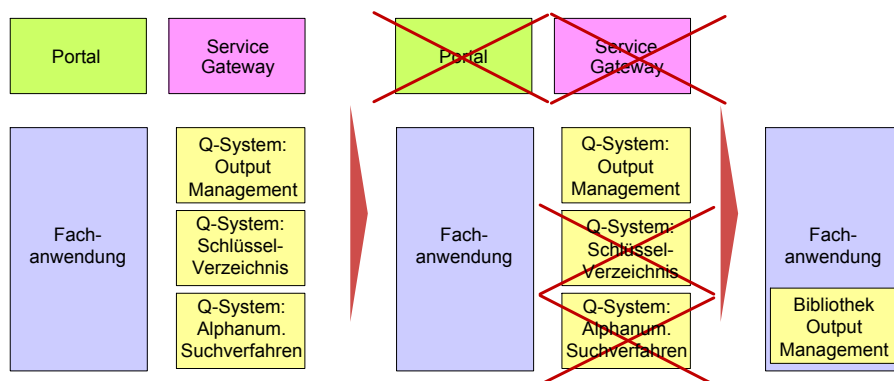 Portal
Service
Gateway
Fach-
anwendung
Q-System:
Output
Management
Q-System:
Schlüssel-
Verzeichnis
Q-System:
Alphanum.
Suchverfahren
Portal
Service
Gateway
Fach-
anwendung
Q-System:
Output
Management
Q-System:
Schlüssel-
Verzeichnis
Q-System:
Alphanum.
Suchverfahren
Fach-
anwendung
Bibliothek
Output
Management